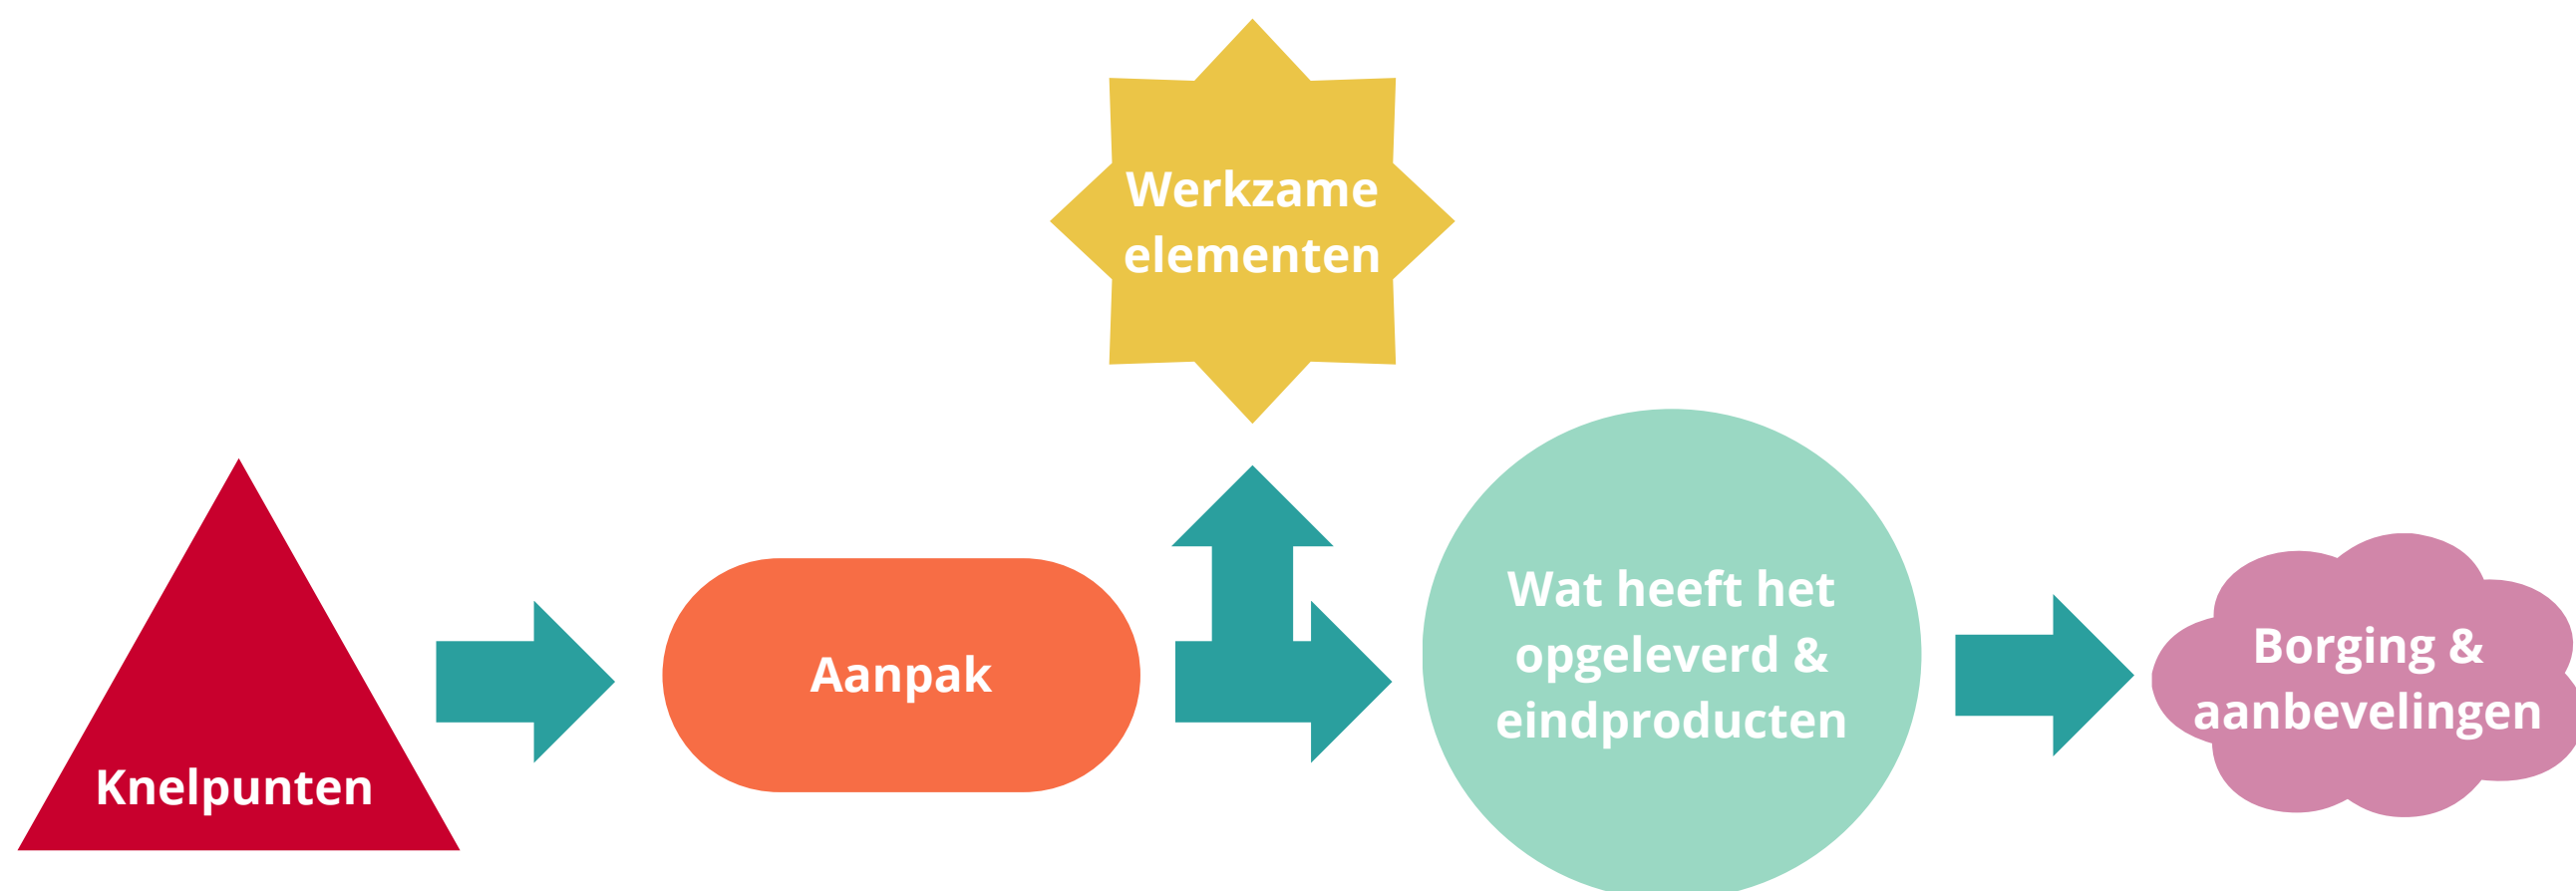 Werkzame
elementen
Knelpunten
Aanpak
Wat heeft het
opgeleverd &
eindproducten
Borging &
aanbevelingen